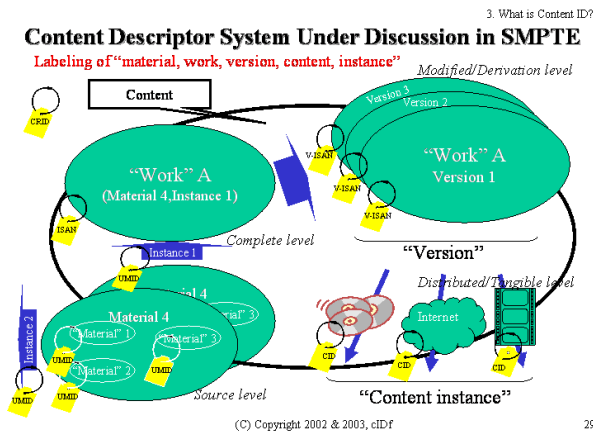 3. What is Content ID?
Content Descriptor System Under Discussion in SMPTE
Labeling of “material, work, version, content, instance”
Modified/Derivation level
Content
CRID
Version 3
Version 2
“Work” A
Version 1
V-ISAN
V-ISAN
V-ISAN
“Work” A
(Material 4,Instance 1)
ISAN
Complete level
“Version”
Instance 1
UMID
Distributed/Tangible level
Material 4
“Material” 1
“Material” 3
“Material” 2
UMID
UMID
UMID
Instance 2
UMID
Source level
Internet
CID
CID
CID
“Content instance”
(C) Copyright 2002 & 2003, cIDf
29